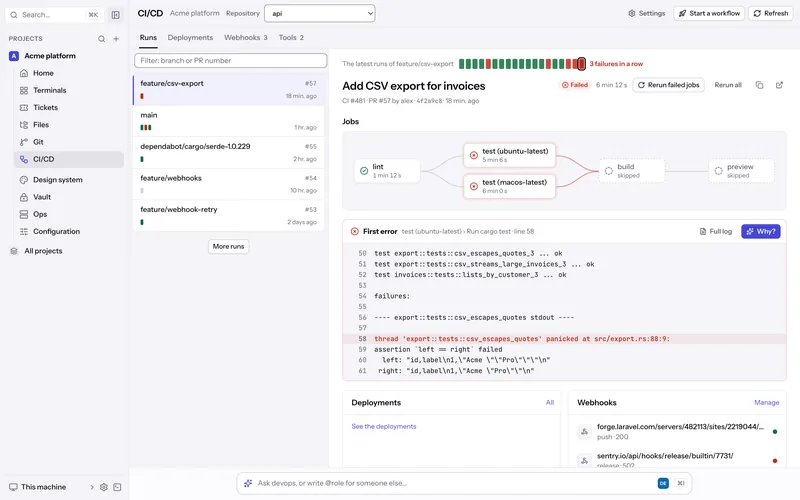 Search... ⌘K
PROJECTS
Acme platform
Home
Terminals
Tickets
Files
Git
CI/CD
Design system
Vault
Ops
Configuration
All projects
This machine
CI/CD Acme platform Repository api Settings Start a workflow Refresh
Runs Deployments Webhooks 3 Tools 2
Filter: branch or PR number
feature/csv-export #57
18 min. ago
main
1 hr. ago
dependabot/cargo/serde-1.0.229 #55
2 hr. ago
feature/webhooks #54
10 hr. ago
feature/webhook-retry #53
2 days ago
More runs
The latest runs of feature/csv-export 3 failures in a row
Add CSV export for invoices Failed 6 min 12 s Rerun failed jobs Rerun all
CI #481 · PR #57 by alex · 4f2a9c8 · 18 min. ago
Jobs
lint
1 min 12 s
test (ubuntu-latest)
5 min 6 s
test (macos-latest)
6 min 0 s
build
skipped
preview
skipped
First error test (ubuntu-latest) · Run cargo test · line 58 Full log Why?
50 test export::tests::csv_escapes_quotes_3 ... ok
51 test export::tests::csv_streams_large_invoices_3 ... ok
52 test invoices::tests::lists_by_customer_3 ... ok
53
54 failures:
55
56 ---- export::tests::csv_escapes_quotes stdout ----
57
58 thread 'export::tests::csv_escapes_quotes' panicked at src/export.rs:88:9:
59 assertion `left == right` failed
60 left: "id,label\n1,\"Acme \"\"Pro\"\"\"\n"
61 right: "id,label\n1,\"Acme \"Pro\"\"\n"
Deployments All
See the deployments
Webhooks Manage
forge.laravel.com/servers/482113/sites/2219044/...
push · 200
sentry.io/api/hooks/release/builtin/7731/
release · 502
Ask devops, or write @role for someone else... DE ⌘I